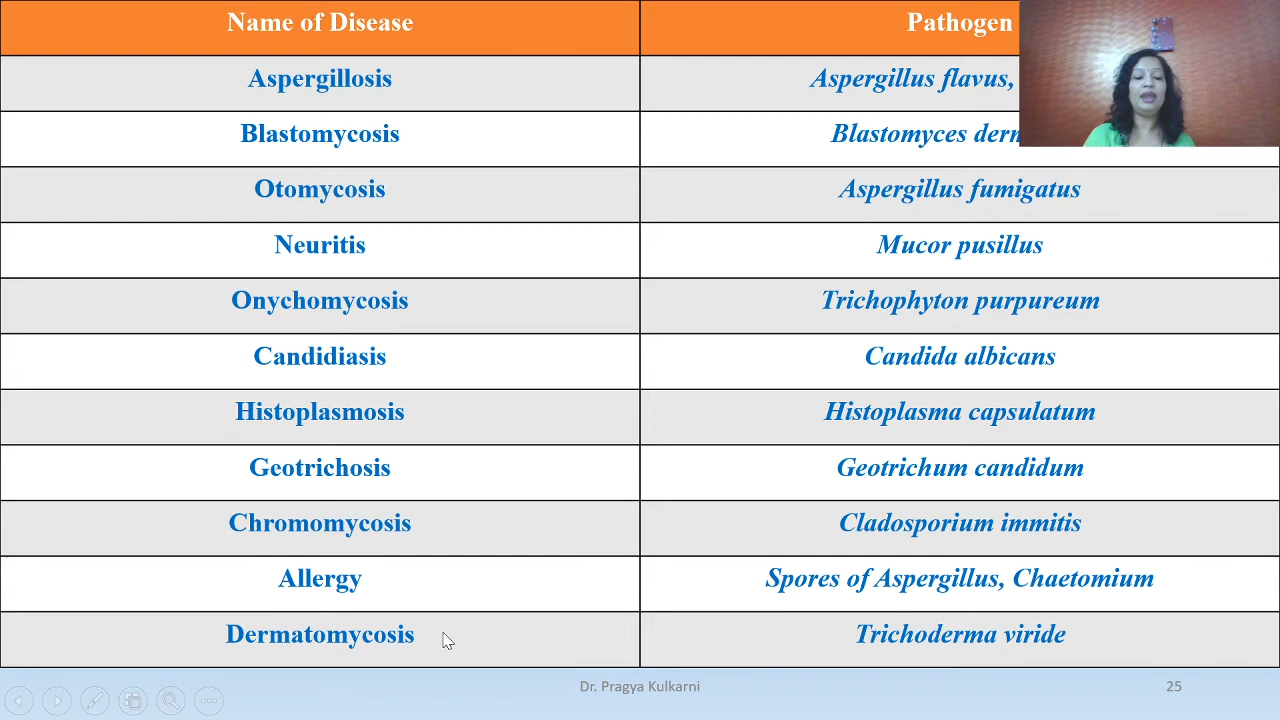 Name of Disease Pathogen
Aspergillosis Aspergillus flavus,
Blastomycosis Blastomyces
Otomycosis Aspergillus fumigatus
Neuritis Mucor pusillus
Onychomycosis Trichophyton purpureum
Candidiasis Candida albicans
Histoplasmosis Histoplasma capsulatum
Geotrichosis Geotrichum candidum
Chromomycosis Cladosporium immitis
Allergy Spores of Aspergillus, Chaetomium
Dermatomycosis Trichoderma viride
Dr. Pragya Kulkarni 25